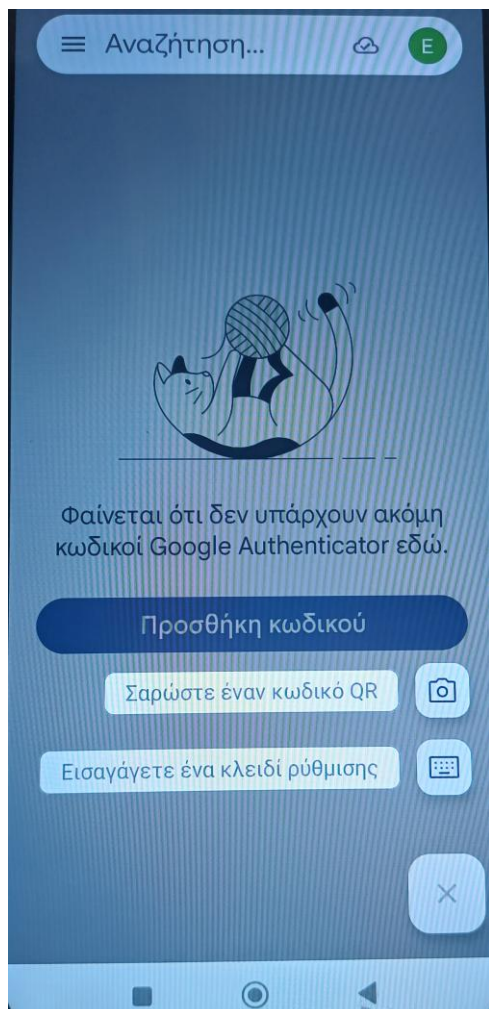 Αναζήτηση...
E
Φαίνεται ότι δεν υπάρχουν ακόμη
κωδικοί Google Authenticator εδώ.
Προσθήκη κωδικού
Σαρώστε έναν κωδικό QR
Εισαγάγετε ένα κλειδί ρύθμισης